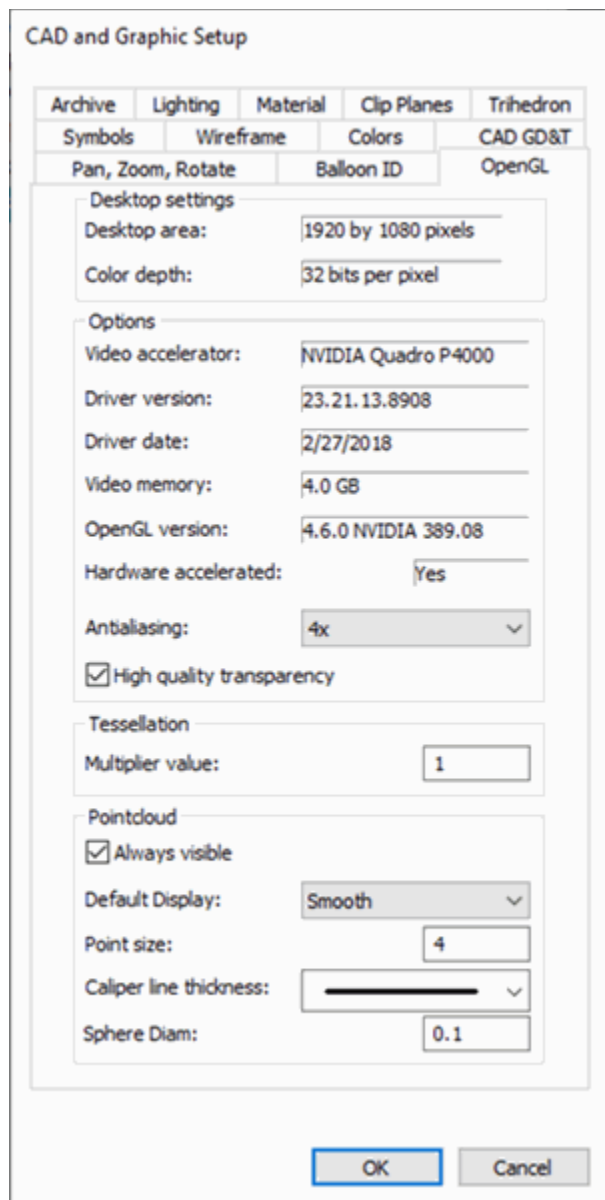 CAD and Graphic Setup
Archive Lighting Material Clip Planes Trihedron
Symbols Wireframe Colors CAD GD&T
Pan, Zoom, Rotate Balloon ID OpenGL
Desktop settings
Desktop area: 1920 by 1080 pixels
Color depth: 32 bits per pixel
Options
Video accelerator: NVIDIA Quadro P4000
Driver version: 23.21.13.8908
Driver date: 2/27/2018
Video memory: 4.0 GB
OpenGL version: 4.6.0 NVIDIA 389.08
Hardware accelerated: Yes
Antialiasing: 4x
High quality transparency
Tessellation
Multiplier value: 1
Pointcloud
Always visible
Default Display: Smooth
Point size: 4
Caliper line thickness:
Sphere Diam: 0.1
OK Cancel